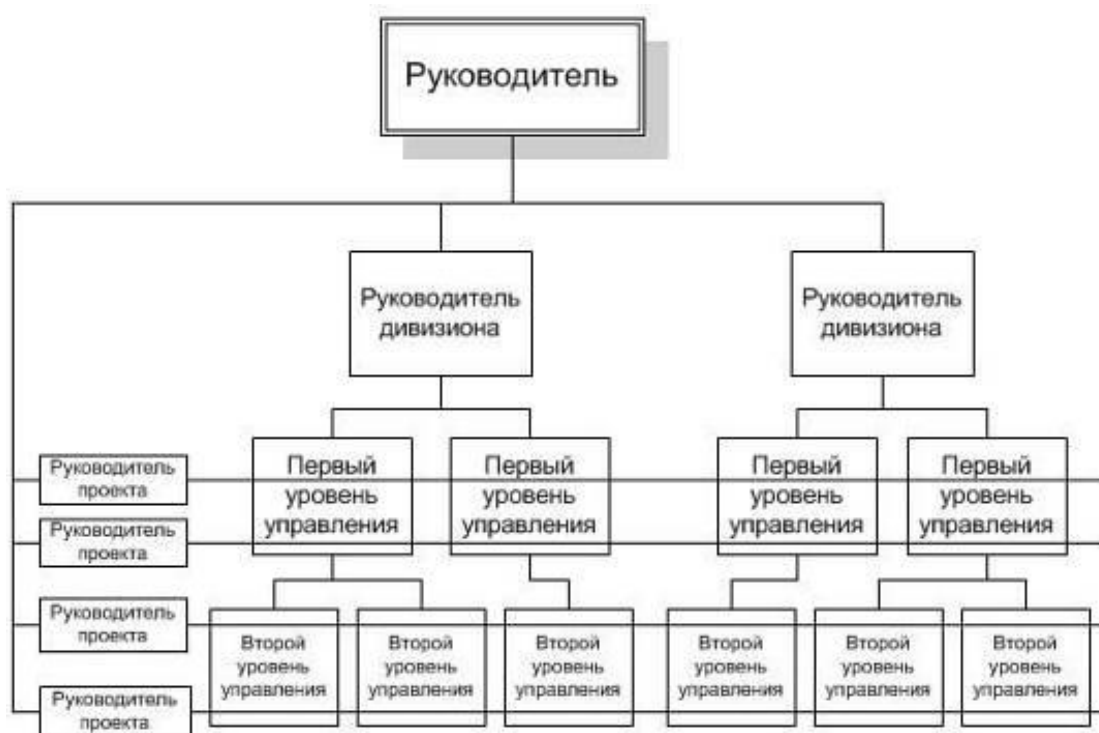 Руководитель
Руководитель
дивизиона
Руководитель
дивизиона
Руководитель
проекта
Руководитель
проекта
Руководитель
проекта
Руководитель
проекта
Первый
уровень
управления
Первый
уровень
управления
Первый
уровень
управления
Первый
уровень
управления
Второй
уровень
управления
Второй
уровень
управления
Второй
уровень
управления
Второй
уровень
управления
Второй
уровень
управления
Второй
уровень
управления